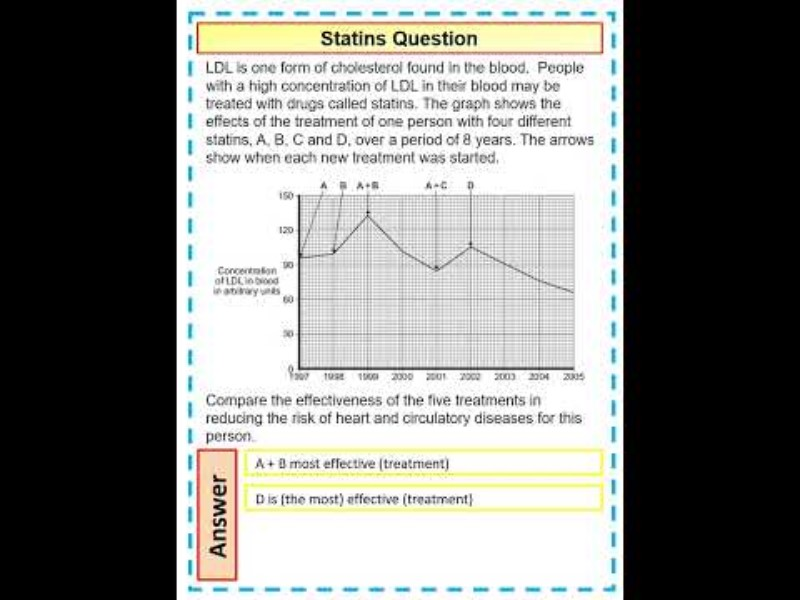 Statins Question
LDL is one form of cholesterol found in the blood. People
with a high concentration of LDL in their blood may be
treated with drugs called statins. The graph shows the
effects of the treatment of one person with four different
statins, A, B, C and D, over a period of 8 years. The arrows
show when each new treatment was started.
A B A+B A+C D
150
120
90
Concentration
of LDL in blood
in arbitrary units
60
30
0
1997 1998 1999 2000 2001 2002 2003 2004 2005
Compare the effectiveness of the five treatments in
reducing the risk of heart and circulatory diseases for this
person.
Answer
A + B most effective (treatment)
D is (the most) effective (treatment)